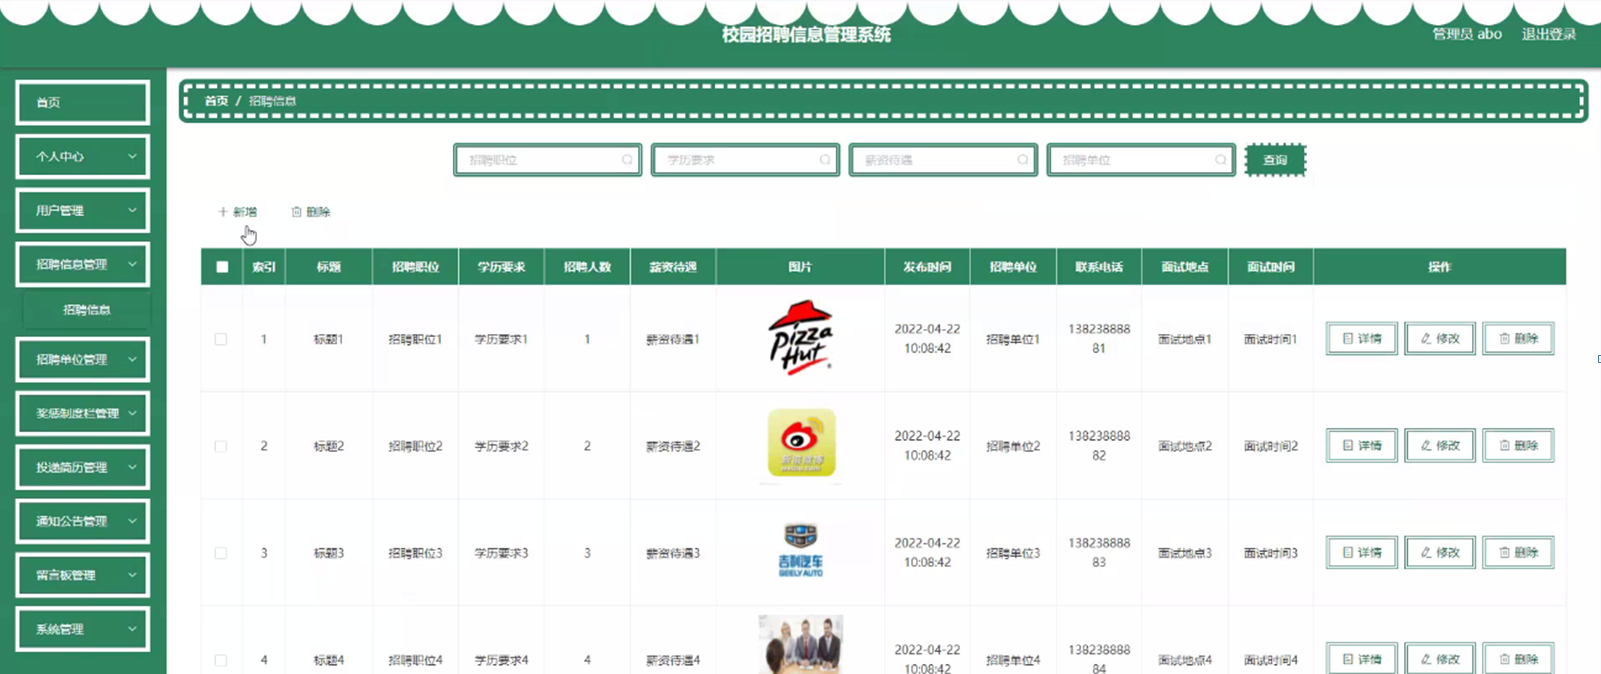 校园招聘信息管理系统
管理员 abo 退出登录
首页
个人中心
用户管理
招聘信息管理
招聘信息
招聘单位管理
奖惩制度栏管理
投递简历管理
通知公告管理
留言板管理
系统管理
首页 / 招聘信息
招聘职位 学历要求 薪资待遇 招聘单位 查询
新增 删除
索引 标题 招聘职位 学历要求 招聘人数 薪资待遇 图片 发布时间 招聘单位 联系电话 面试地点 面试时间 操作
1 标题1 招聘职位1 学历要求1 1 薪资待遇1
Pizza
Hut
2022-04-22
10:08:42
招聘单位1
138238888
81
面试地点1 面试时间1 详情 修改 删除
2 标题2 招聘职位2 学历要求2 2 薪资待遇2
新浪微博
2022-04-22
10:08:42
招聘单位2
138238888
82
面试地点2 面试时间2 详情 修改 删除
3 标题3 招聘职位3 学历要求3 3 薪资待遇3
吉利汽车
GEELY AUTO
2022-04-22
10:08:42
招聘单位3
138238888
83
面试地点3 面试时间3 详情 修改 删除
4 标题4 招聘职位4 学历要求4 4 薪资待遇4
2022-04-22
10:08:42
招聘单位4
138238888
84
面试地点4 面试时间4 详情 修改 删除